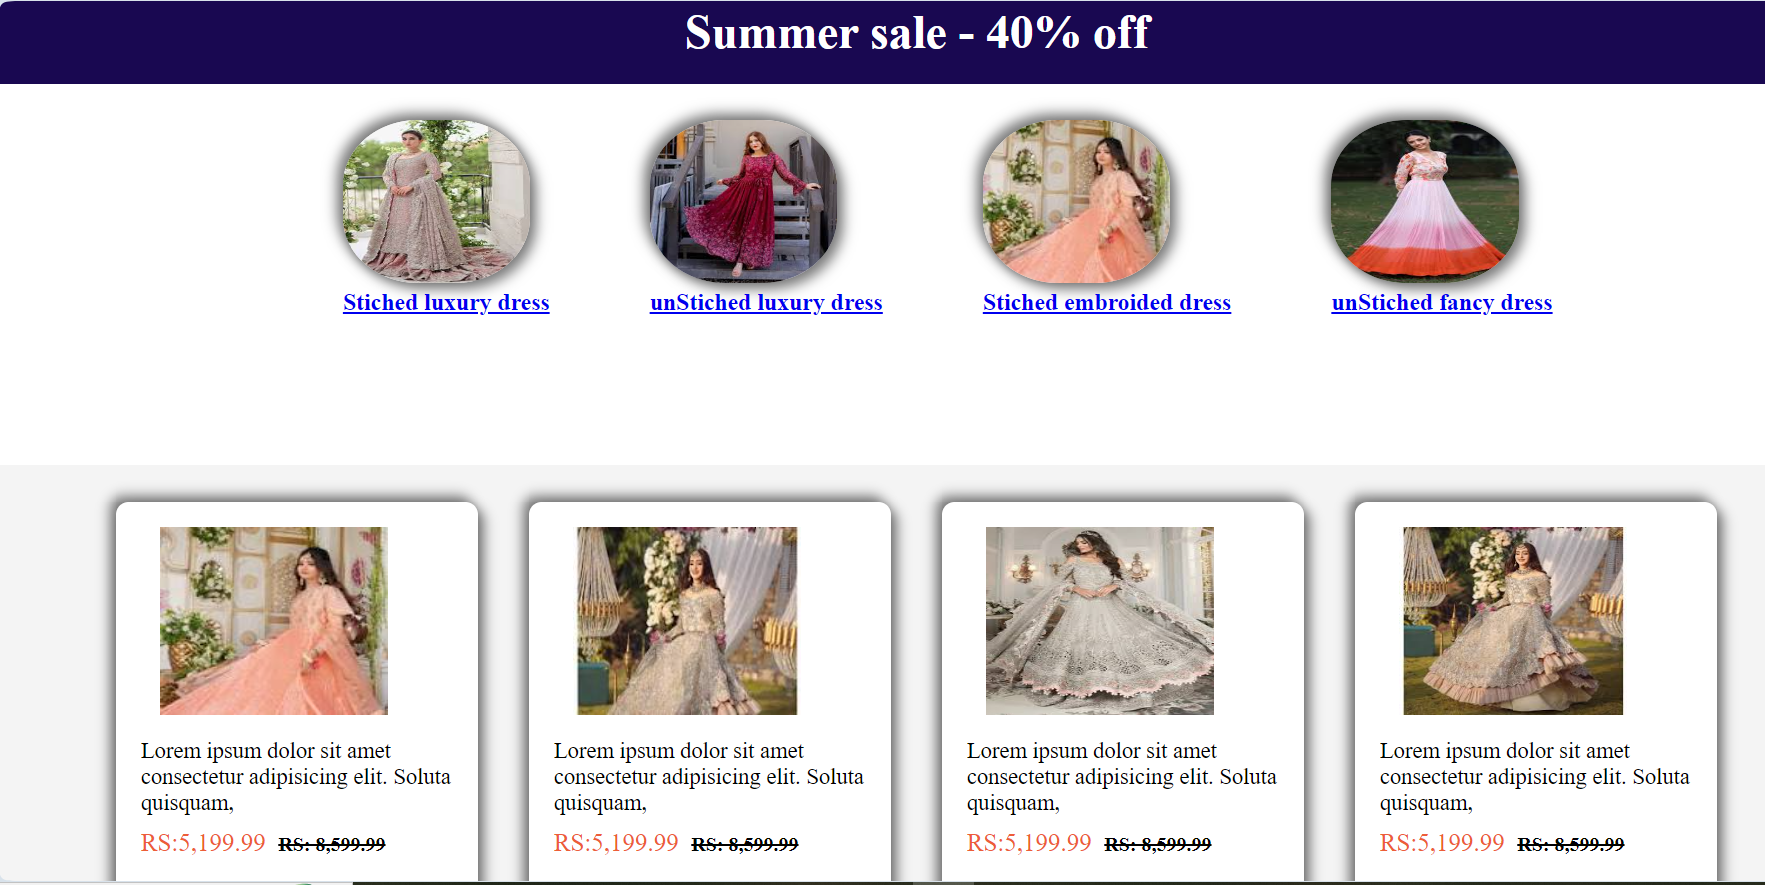 Summer sale - 40% off
Stiched luxury dress
unStiched luxury dress
Stiched embroided dress
unStiched fancy dress
Lorem ipsum dolor sit amet
consectetur adipisicing elit. Soluta
quisquam,
RS:5,199.99 RS: 8,599.99
Lorem ipsum dolor sit amet
consectetur adipisicing elit. Soluta
quisquam,
RS:5,199.99 RS: 8,599.99
Lorem ipsum dolor sit amet
consectetur adipisicing elit. Soluta
quisquam,
RS:5,199.99 RS: 8,599.99
Lorem ipsum dolor sit amet
consectetur adipisicing elit. Soluta
quisquam,
RS:5,199.99 RS: 8,599.99